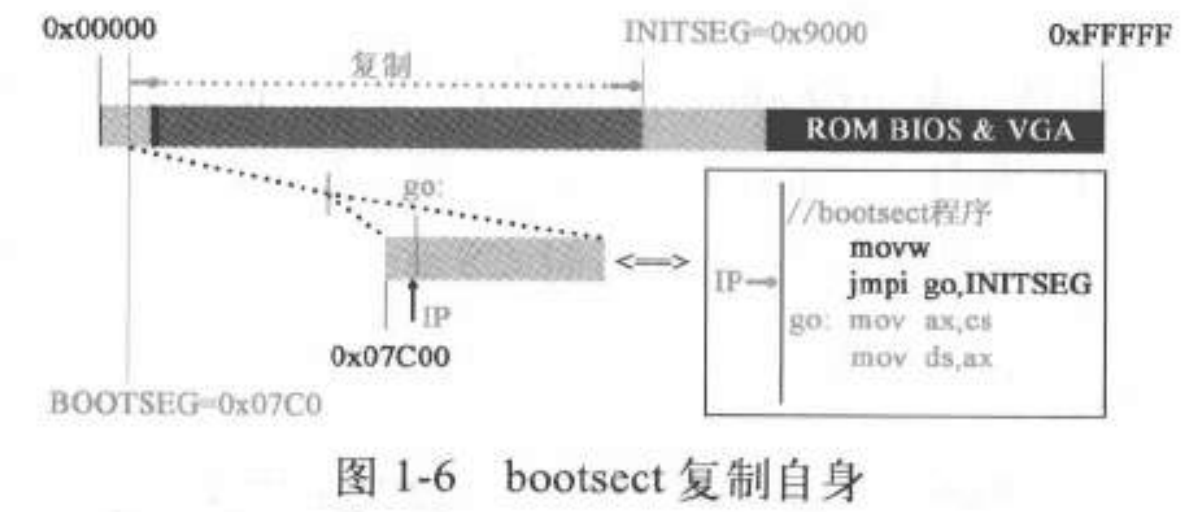 0x00000
INITSEG=0x9000
0xFFFFF
复制
ROM BIOS & VGA
go:
//bootsect程序
movw
IP
jmpi go,INITSEG
go: mov ax,cs
mov ds,ax
IP
0x07C00
BOOTSEG=0x07C0
图 1-6 bootsect 复制自身